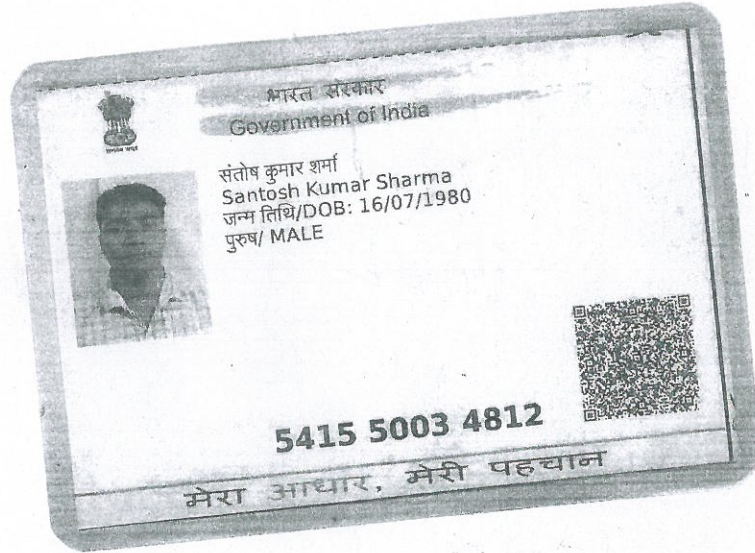 भारत सरकार
Government of India
संतोष कुमार शर्मा
Santosh Kumar Sharma
जन्म तिथि/DOB: 16/07/1980
पुरुष/ MALE
5415 5003 4812
मेरा आधार, मेरी पहचान